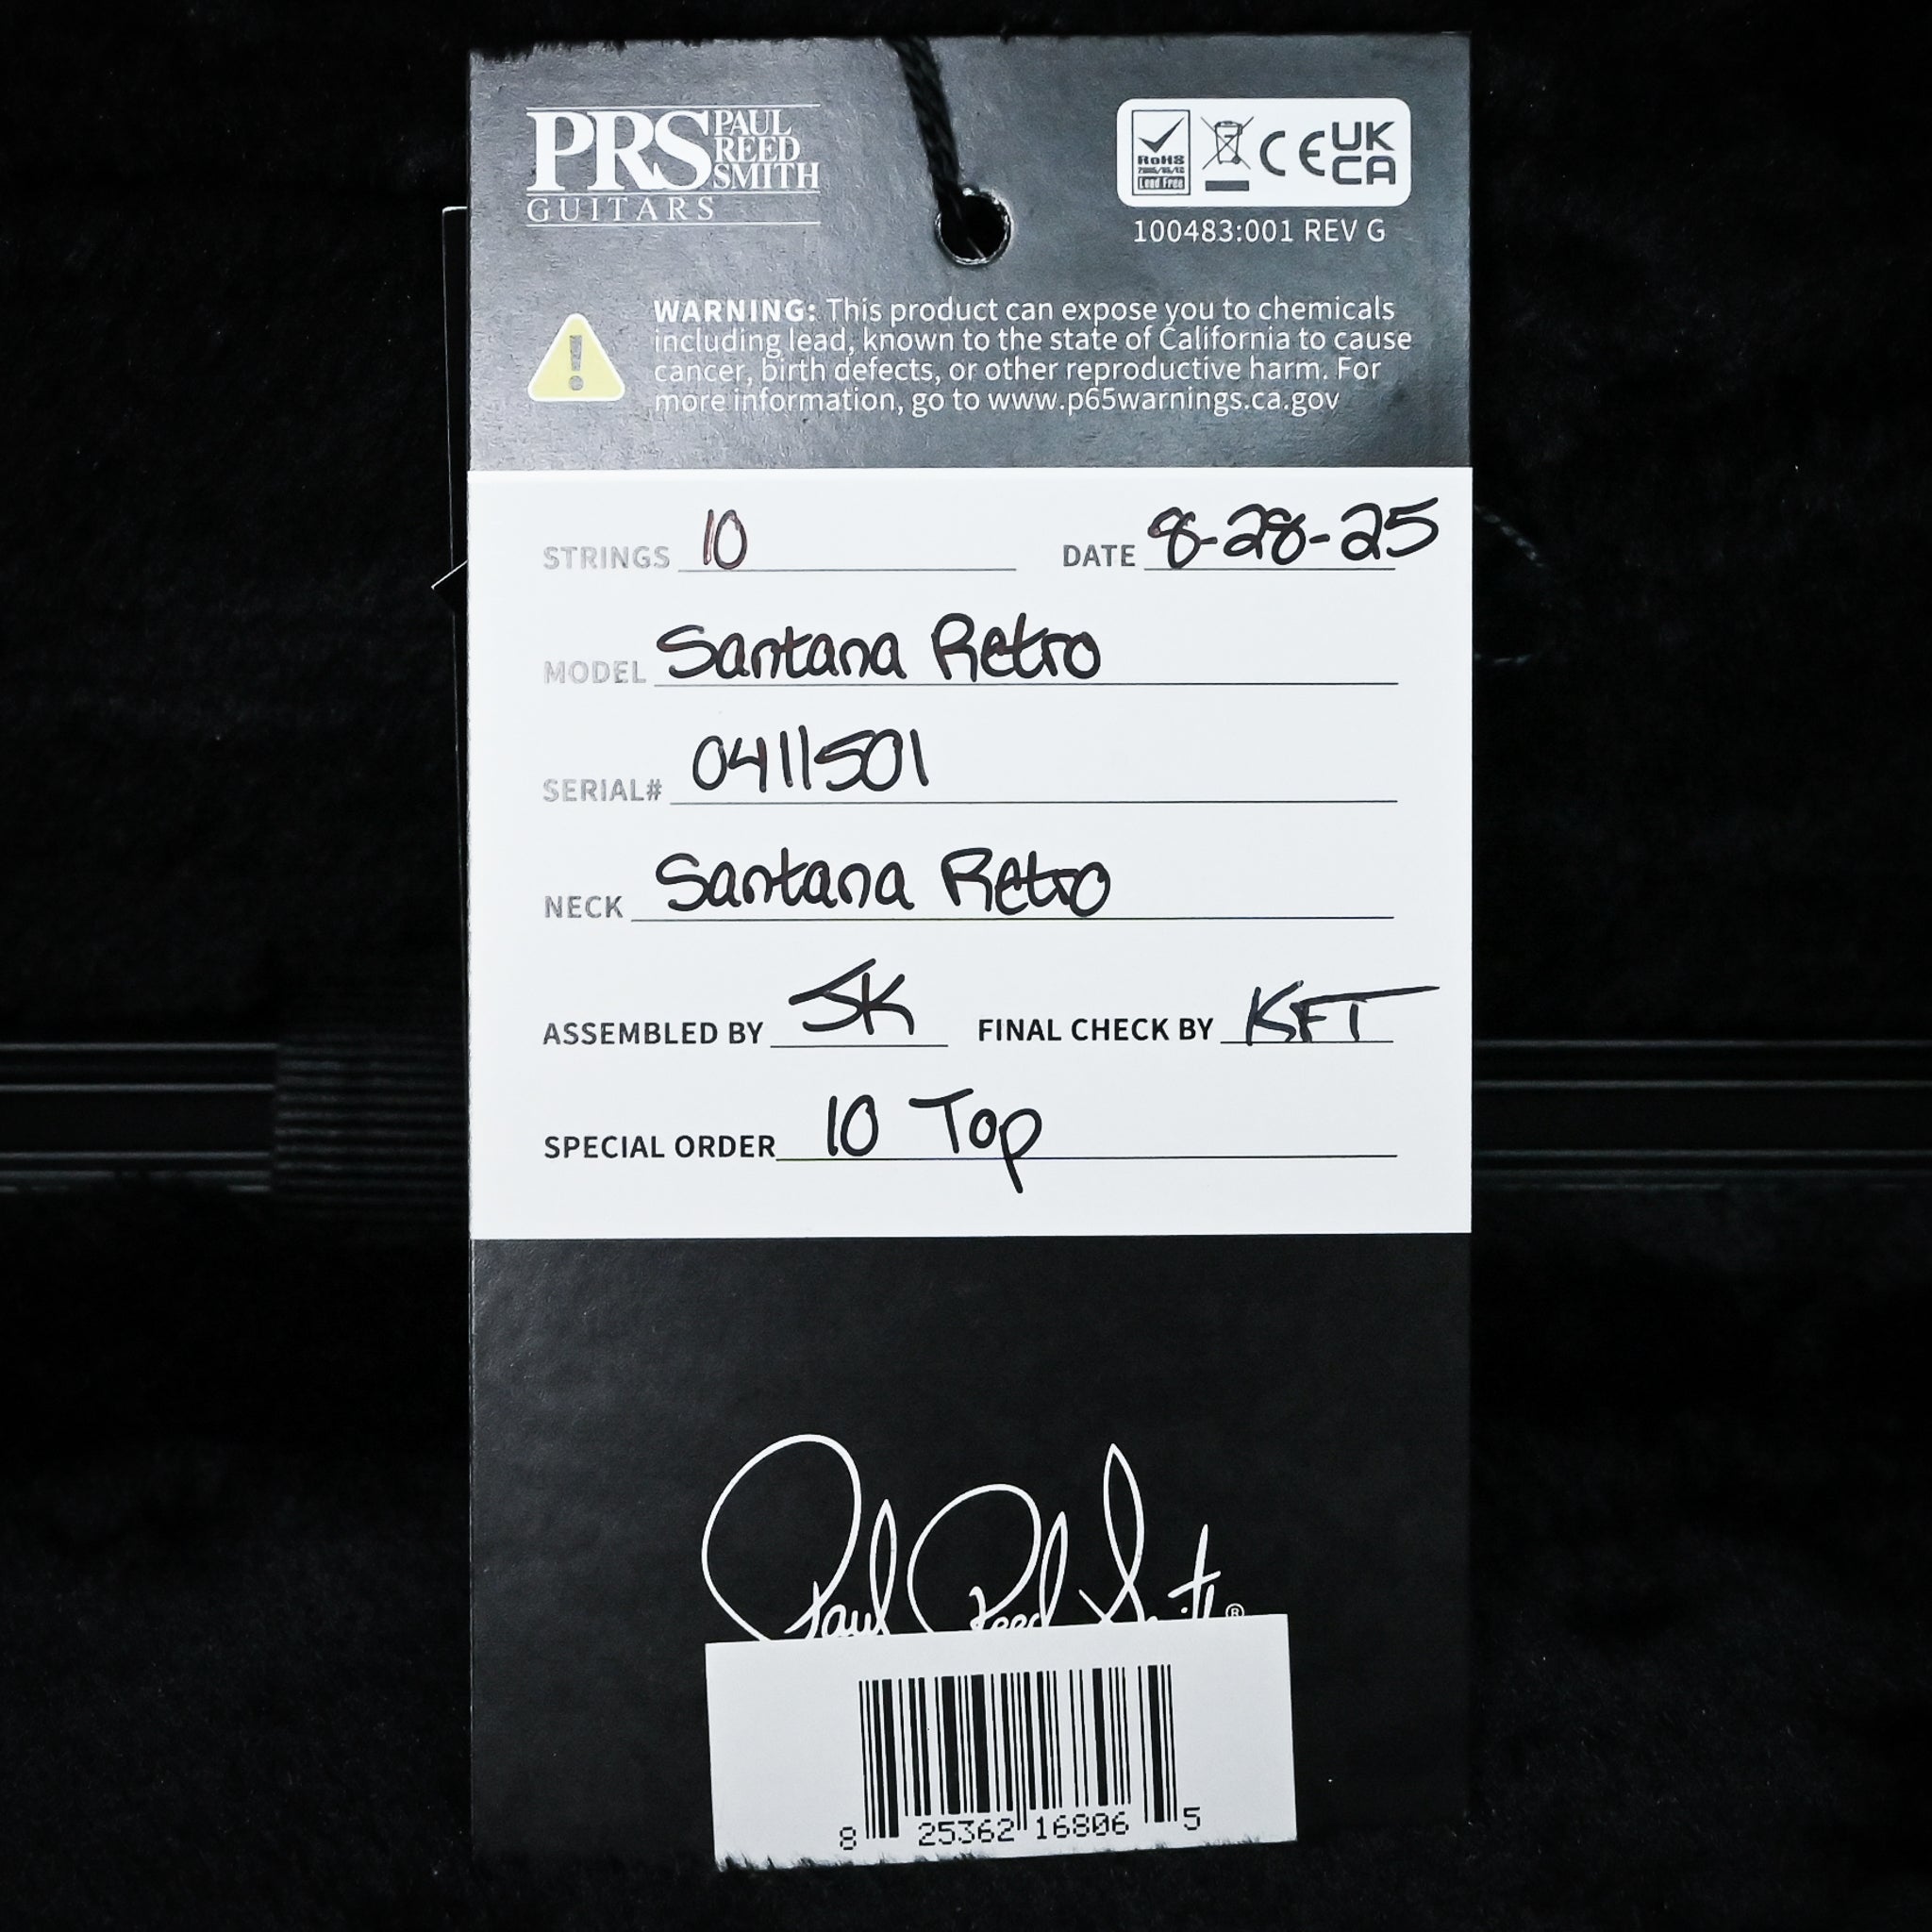 PRS PAUL REED SMITH
GUITARS
RoHS
Lead Free
CE UK CA
100483:001 REV G
WARNING: This product can expose you to chemicals
including lead, known to the state of California to cause
cancer, birth defects, or other reproductive harm. For
more information, go to www.p65warnings.ca.gov
STRINGS 10 DATE 8-28-25
MODEL Santana Retro
SERIAL# 0411501
NECK Santana Retro
ASSEMBLED BY SK FINAL CHECK BY KFT
SPECIAL ORDER 10 Top
Paul Reed Smith®
8 25362 16806 5